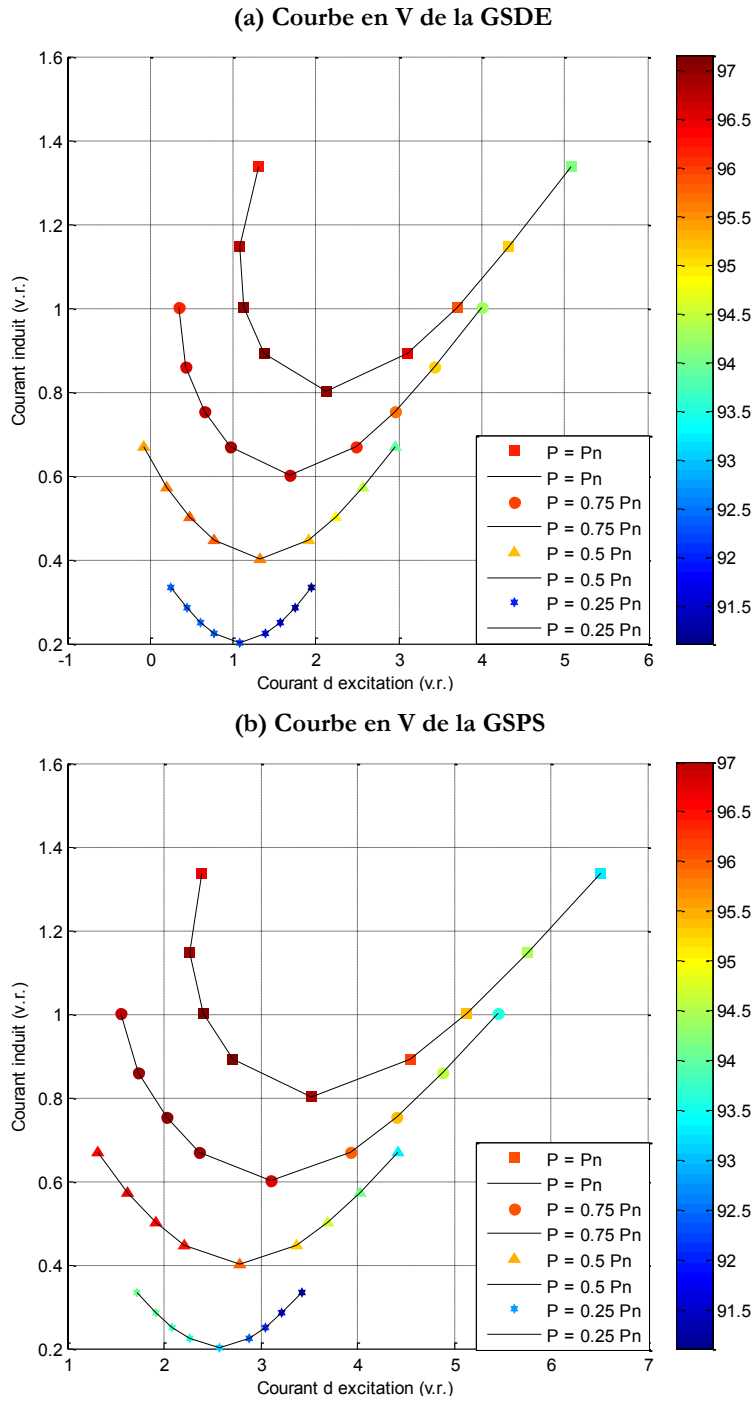 (a) Courbe en V de la GSDE
1.6
1.4
1.2
1
0.8
0.6
0.4
0.2
Courant induit (v.r.)
-1 0 1 2 3 4 5 6
Courant d excitation (v.r.)
P = Pn
P = Pn
P = 0.75 Pn
P = 0.75 Pn
P = 0.5 Pn
P = 0.5 Pn
P = 0.25 Pn
P = 0.25 Pn
97
96.5
96
95.5
95
94.5
94
93.5
93
92.5
92
91.5
(b) Courbe en V de la GSPS
1.6
1.4
1.2
1
0.8
0.6
0.4
0.2
Courant induit (v.r.)
1 2 3 4 5 6 7
Courant d excitation (v.r.)
P = Pn
P = Pn
P = 0.75 Pn
P = 0.75 Pn
P = 0.5 Pn
P = 0.5 Pn
P = 0.25 Pn
P = 0.25 Pn
97
96.5
96
95.5
95
94.5
94
93.5
93
92.5
92
91.5